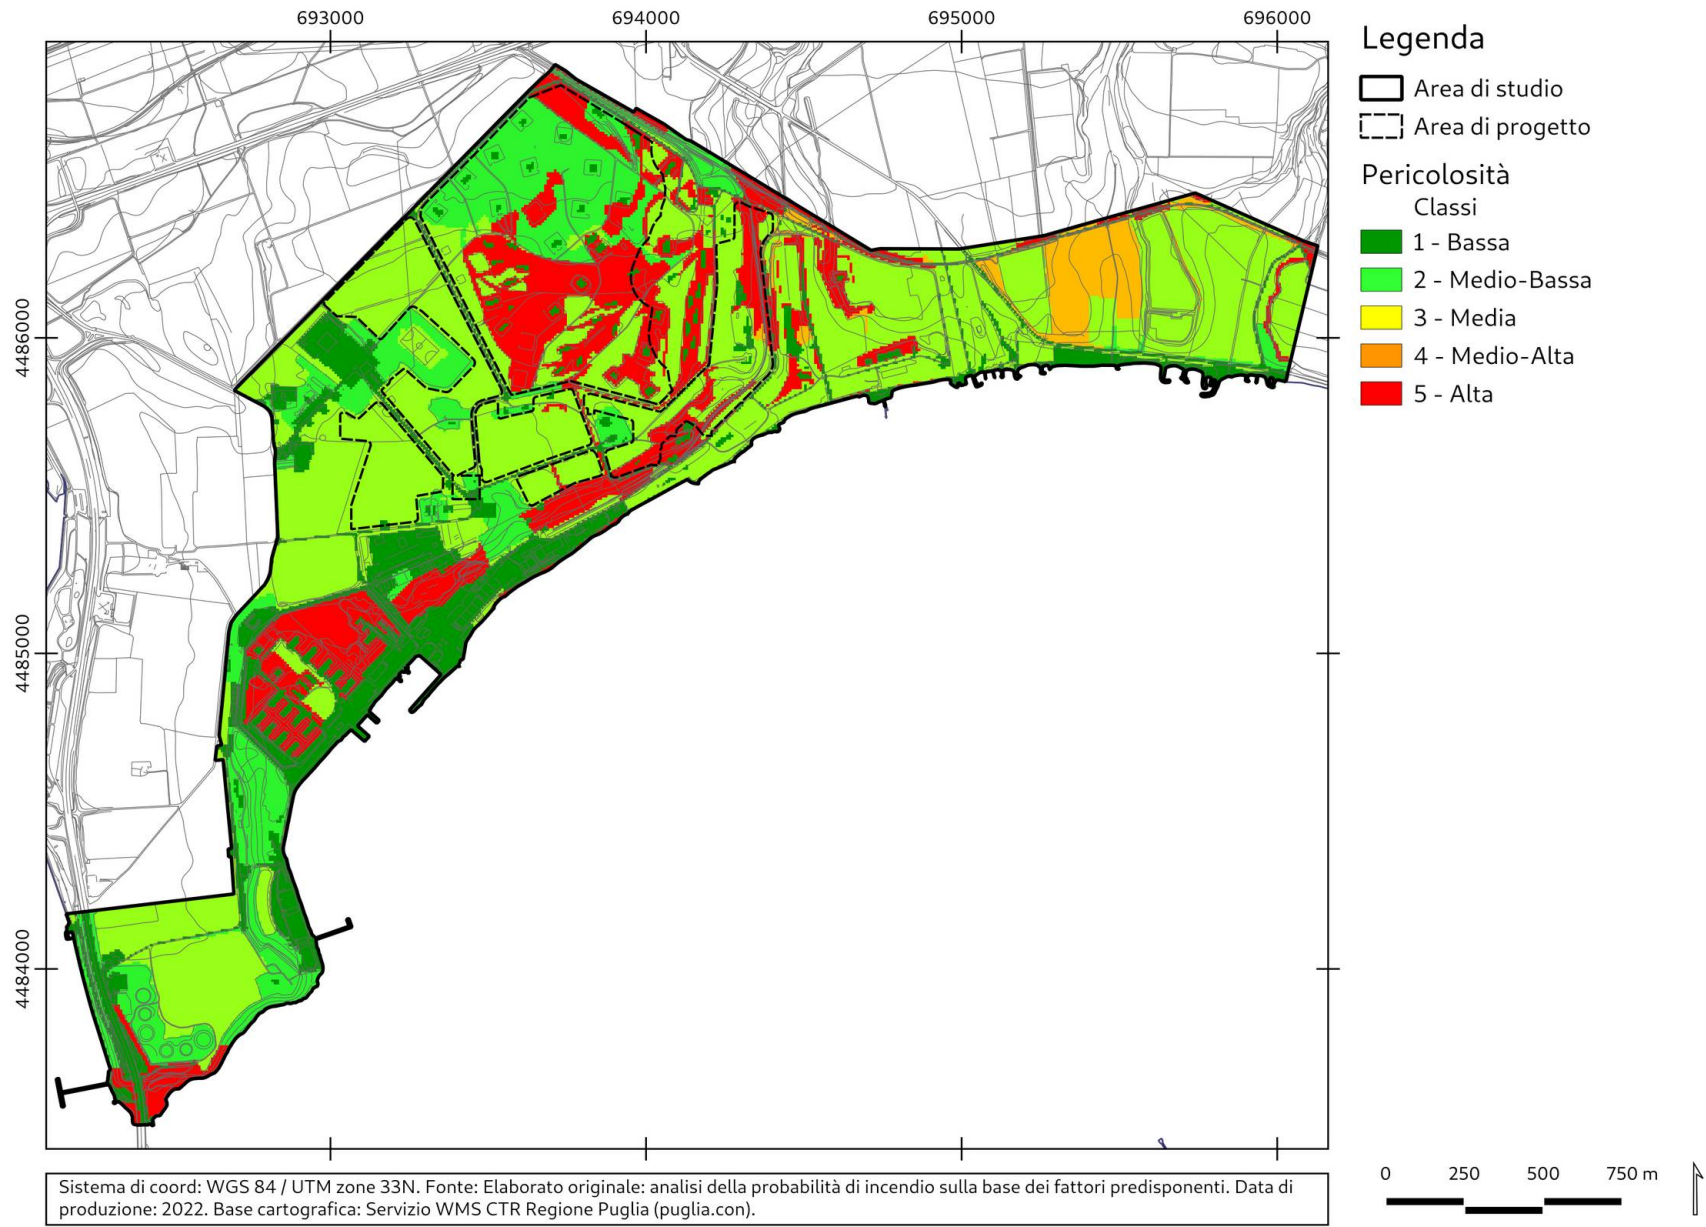 693000
694000
695000
696000
4486000
4485000
4484000
Legenda
Area di studio
Area di progetto
Pericolosità
Classi
1 - Bassa
2 - Medio-Bassa
3 - Media
4 - Medio-Alta
5 - Alta
0 250 500 750 m
Sistema di coord: WGS 84 / UTM zone 33N. Fonte: Elaborato originale: analisi della probabilità di incendio sulla base dei fattori predisponenti. Data di
produzione: 2022. Base cartografica: Servizio WMS CTR Regione Puglia (puglia.con).